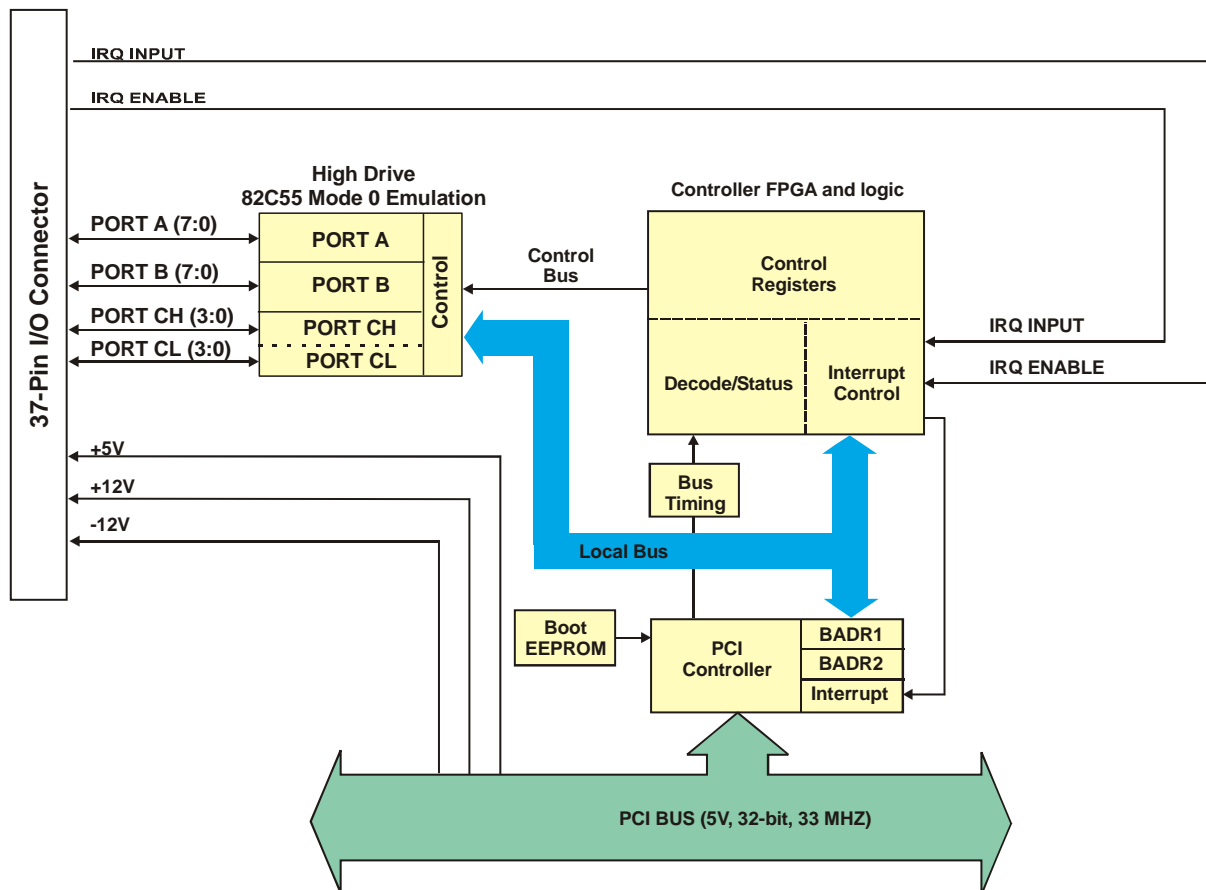 IRQ INPUT
IRQ ENABLE
37-Pin I/O Connector
High Drive
82C55 Mode 0 Emulation
PORT A (7:0)
PORT B (7:0)
PORT CH (3:0)
PORT CL (3:0)
PORT A
PORT B
PORT CH
PORT CL
Control
Control
Bus
Controller FPGA and logic
Control
Registers
Decode/Status
Interrupt
Control
IRQ INPUT
IRQ ENABLE
+5V
+12V
-12V
Bus
Timing
Local Bus
Boot
EEPROM
PCI
Controller
BADR1
BADR2
Interrupt
PCI BUS (5V, 32-bit, 33 MHZ)